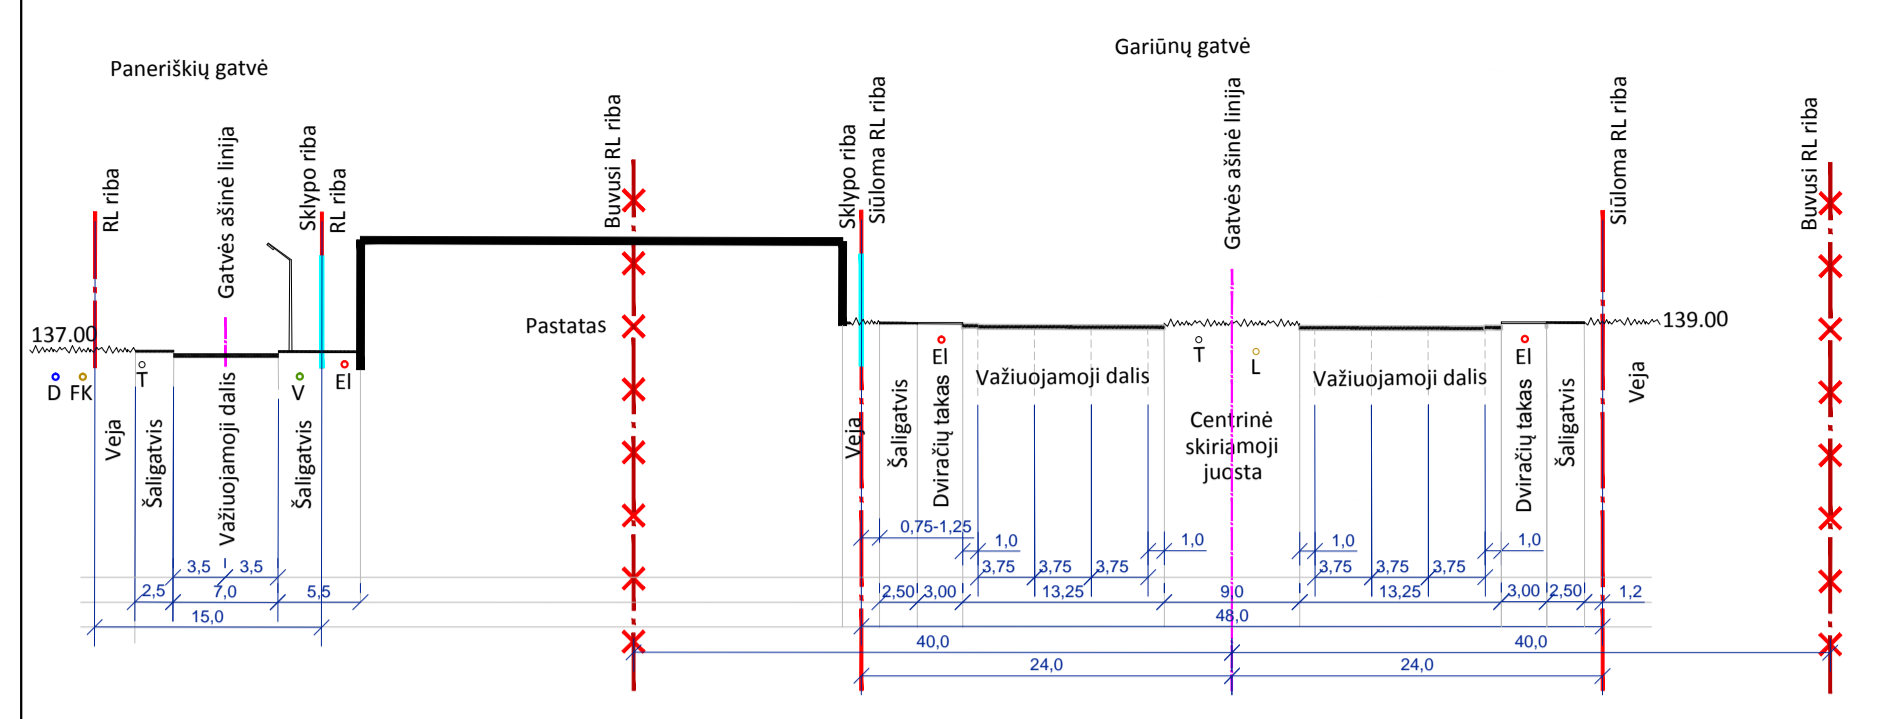 Paneriškių gatvė
Gariūnų gatvė
RL riba
Gatvės ašinė linija
Sklypo riba
RL riba
Buvusi RL riba
Sklypo riba
Siūloma RL riba
Gatvės ašinė linija
Siūloma RL riba
Buvusi RL riba
137.00
Pastatas
139.00
D
FK
T
V
El
El
T
L
El
Veja
Šaligatvis
Važiuojamoji dalis
Šaligatvis
Veja
Šaligatvis
Dviračių takas
Važiuojamoji dalis
Centrinė
skiriamoji
juosta
Važiuojamoji dalis
Dviračių takas
Šaligatvis
Veja
0,75-1,25
1,0
1,0
1,0
1,0
3,5
3,5
3,75
3,75
3,75
3,75
3,75
3,75
2,5
7,0
5,5
2,50
3,00
13,25
9,0
13,25
3,00
2,50
1,2
15,0
48,0
40,0
40,0
24,0
24,0